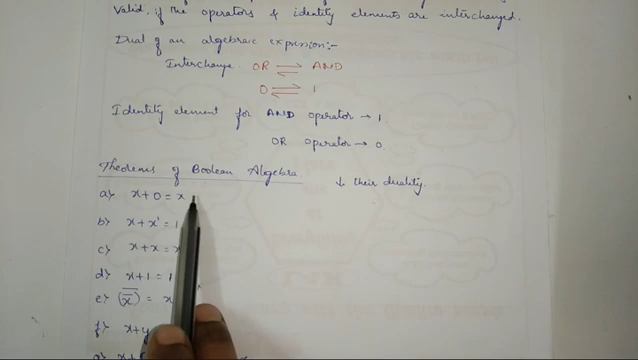 Valid, if the operators & identity elements are interchanged.
Dual of an algebraic expression:-
Interchange OR ⇌ AND
0 ⇌ 1
Identity element for AND operator → 1
OR operator → 0
Theorems of Boolean Algebra
↓ their duality.
a) x+0 = x
b) x+x' = 1
c) x+x = x
d) x+1 = 1
e) (x̅)̅ = x
f) x+y
g) x+